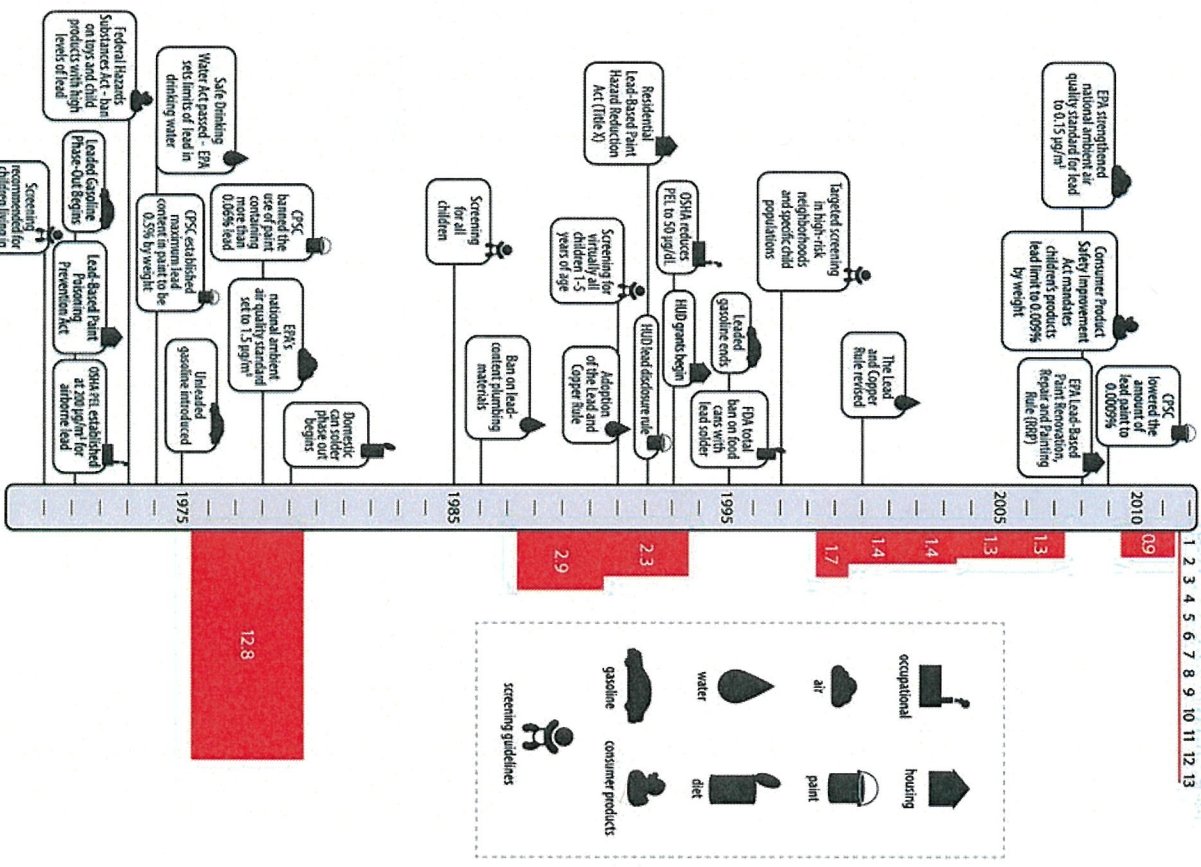 CPSC
lowered the
amount of
lead paint to
0.0009%
EPA strengthened
national ambient air
quality standard for lead
to 0.15 µg/m³
Consumer Product
Safety Improvement
Act mandates
children's products
lead limit to 0.009%
by weight
EPA Lead-Based
Paint Renovation,
Repair and Painting
Rule (RRP)
The Lead
and Copper
Rule revised
Targeted screening
in high-risk
neighborhoods
and specific child
populations
Leaded
gasoline ends
FDA total
ban on food
cans with
lead solder
OSHA reduces
PEL to 50 µg/dL
HUD grants begin
Residential
Lead-Based Paint
Hazard Reduction
Act (Title X)
HUD lead disclosure rule
Screening for
virtually all
children 1-5
years of age
Adoption
of the Lead and
Copper Rule
Ban on lead-
content plumbing
materials
Screening
for all
children
Domestic
can solder
phase out
begins
EPA's
national ambient
air quality standard
set to 1.5 µg/m³
CPSC
banned the
use of paint
containing
more than
0.06% lead
Unleaded
gasoline introduced
CPSC established
maximum lead
content in paint to be
0.5% by weight
Safe Drinking
Water Act passed – EPA
sets limits of lead in
drinking water
Federal Hazards
Substances Act – ban
on toys and child
products with high
levels of lead
Leaded Gasoline
Phase-Out Begins
Lead-Based Paint
Poisoning
Prevention Act
OSHA PEL established
at 200 µg/m³ for
airborne lead
Screening
recommended for
children living in
2010
2005
1995
1985
1975
1 2 3 4 5 6 7 8 9 10 11 12 13
0.9
1.3
1.3
1.4
1.4
1.7
2.3
2.9
12.8
occupational
housing
air
paint
water
diet
gasoline
consumer products
screening guidelines